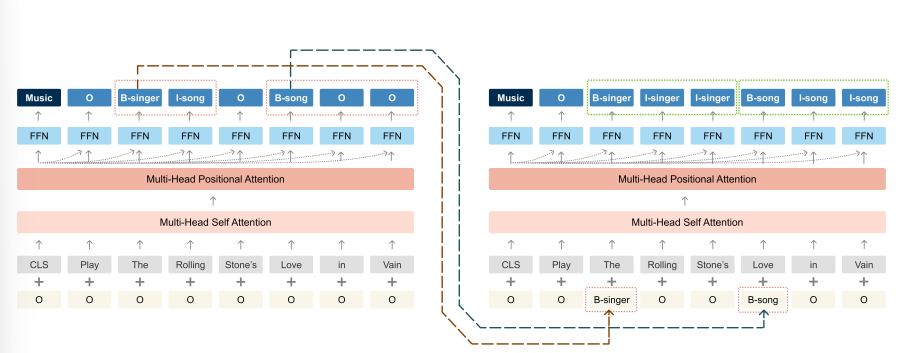 Music O B-singer I-song O B-song O O
FFN FFN FFN FFN FFN FFN FFN FFN
Multi-Head Positional Attention
Multi-Head Self Attention
CLS Play The Rolling Stone's Love in Vain
+ + + + + + + +
O O O O O O O O
Music O B-singer I-singer I-singer B-song I-song I-song
FFN FFN FFN FFN FFN FFN FFN FFN
Multi-Head Positional Attention
Multi-Head Self Attention
CLS Play The Rolling Stone's Love in Vain
+ + + + + + + +
O O B-singer O O B-song O O